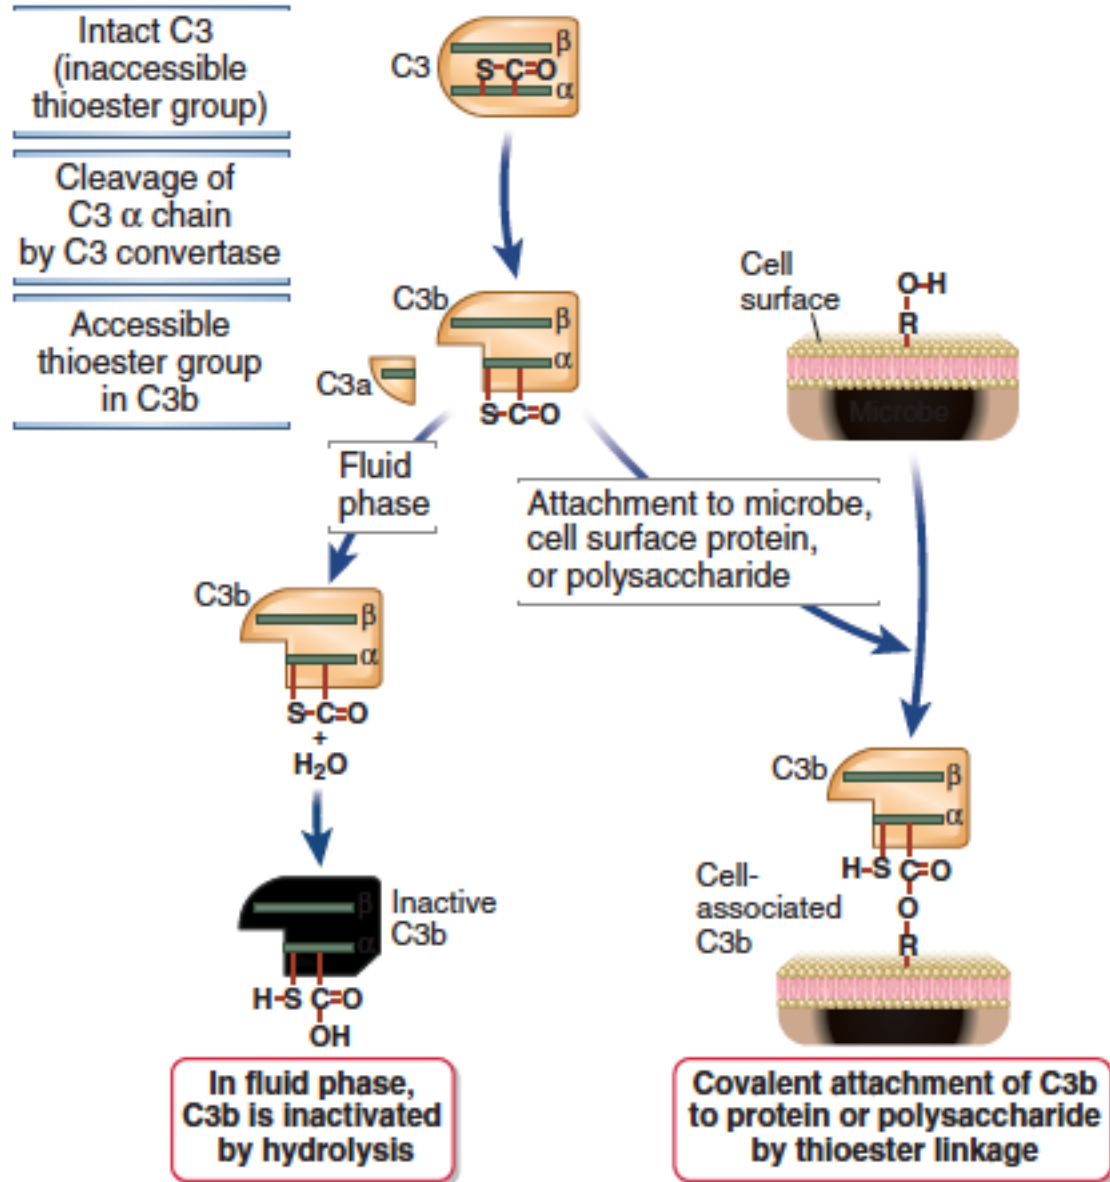 Intact C3
(inaccessible
thioester group)
C3
β
S-C=O
α
Cleavage of
C3 α chain
by C3 convertase
Accessible
thioester group
in C3b
C3b
β
α
C3a
S-C=O
Cell
surface
O-H
R
Microbe
Fluid
phase
Attachment to microbe,
cell surface protein,
or polysaccharide
C3b
β
α
S-C=O
+
H₂O
β
α
Inactive
C3b
H-S C=O
OH
In fluid phase,
C3b is inactivated
by hydrolysis
C3b
β
α
H-S C=O
O
R
Cell-
associated
C3b
Covalent attachment of C3b
to protein or polysaccharide
by thioester linkage